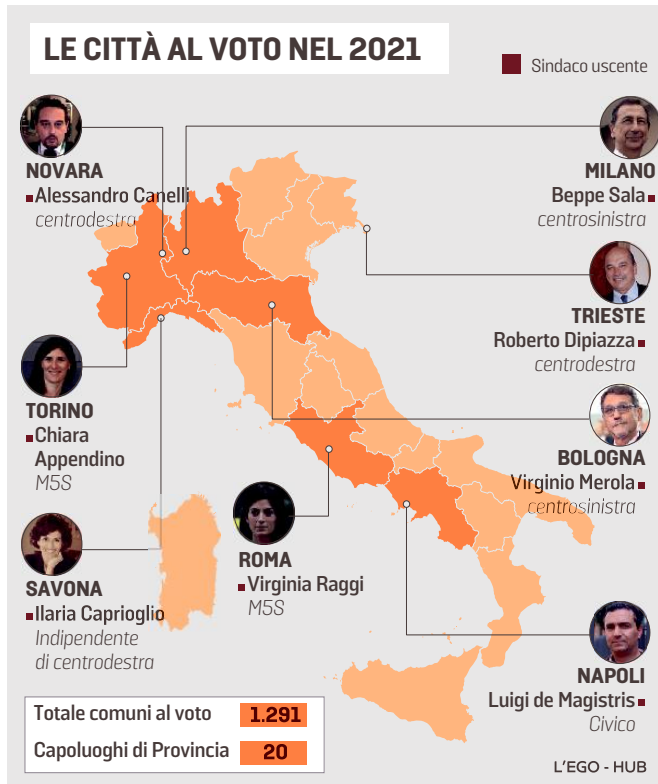 LE CITTÀ AL VOTO NEL 2021
Sindaco uscente
NOVARA
Alessandro Canelli
centrodestra
MILANO
Beppe Sala
centrosinistra
TRIESTE
Roberto Dipiazza
centrodestra
TORINO
Chiara
Appendino
M5S
BOLOGNA
Virginio Merola
centrosinistra
SAVONA
Ilaria Caprioglio
Indipendente
di centrodestra
ROMA
Virginia Raggi
M5S
NAPOLI
Luigi de Magistris
Civico
Totale comuni al voto 1.291
Capoluoghi di Provincia 20
L'EGO - HUB